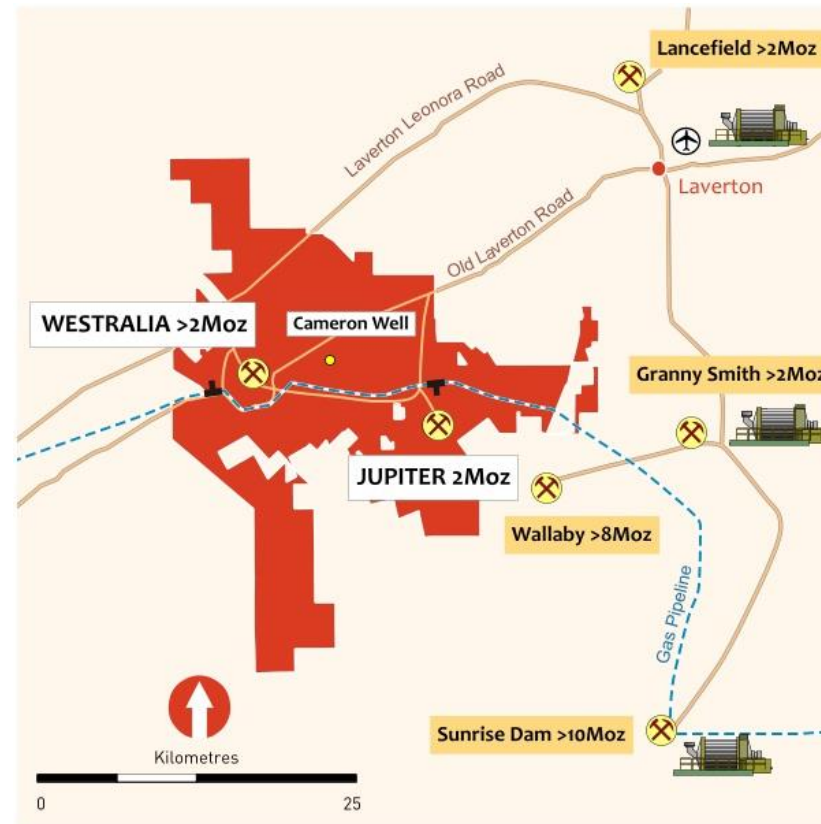 Lancefield >2Moz
Laverton Leonora Road
Laverton
Old Laverton Road
WESTRALIA >2Moz
Cameron Well
Granny Smith >2Moz
JUPITER 2Moz
Wallaby >8Moz
Gas Pipeline
Sunrise Dam >10Moz
Kilometres
0
25